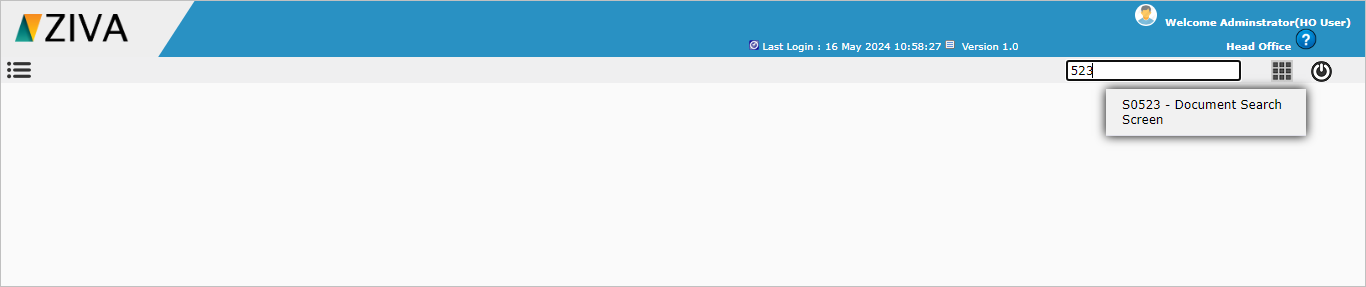 ZIVA
Welcome Adminstrator(HO User)
Last Login : 16 May 2024 10:58:27 Version 1.0
Head Office ?
523
S0523 - Document Search
Screen